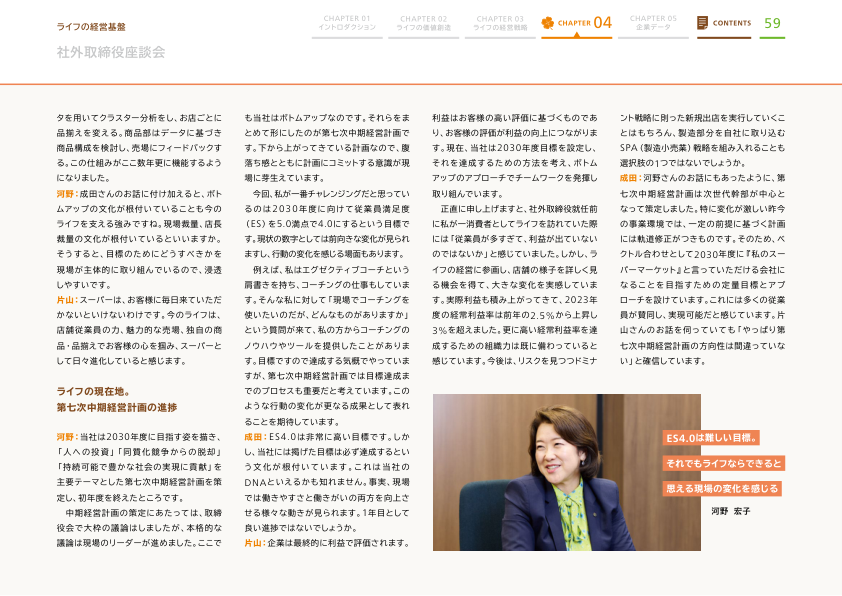 ライフの経営基盤
社外取締役座談会
CHAPTER 01
イントロダクション
CHAPTER 02
ライフの価値創造
CHAPTER 03
ライフの経営戦略
CHAPTER 04
CHAPTER 05
企業データ
CONTENTS
59
タを用いてクラスター分析をし、お店ごとに
品揃えを変える。商品部はデータに基づき
商品構成を検討し、売場にフィードバックす
る。この仕組みがここ数年更に機能するよう
になりました。
河野：成田さんのお話に付け加えると、ボト
ムアップの文化が根付いていることも今の
ライフを支える強みですね。現場裁量、店長
裁量の文化が根付いているといいますか。
そうすると、目標のためにどうすべきかを
現場が主体的に取り組んでいるので、浸透
しやすいです。
片山：スーパーは、お客様に毎日来ていただ
かないといけないわけです。今のライフは、
店舗従業員の力、魅力的な売場、独自の商
品・品揃えでお客様の心を掴み、スーパーと
して日々進化していると感じます。
ライフの現在地。
第七次中期経営計画の進捗
河野：当社は2030年度に目指す姿を描き、
「人への投資」「同質化競争からの脱却」
「持続可能で豊かな社会の実現に貢献」を
主要テーマとした第七次中期経営計画を策
定し、初年度を終えたところです。
中期経営計画の策定にあたっては、取締
役会で大枠の議論はしましたが、本格的な
議論は現場のリーダーが進めました。ここで
も当社はボトムアップなのです。それらをま
とめて形にしたのが第七次中期経営計画で
す。下から上がってきている計画なので、腹
落ち感とともに計画にコミットする意識が現
場に芽生えています。
今回、私が一番チャレンジングだと思ってい
るのは2030年度に向けて従業員満足度
（ES）を5.0満点で4.0にするという目標で
す。現状の数字としては前向きな変化が見られ
ますし、行動の変化を感じる場面もあります。
例えば、私はエグゼクティブコーチという
肩書きを持ち、コーチングの仕事もしていま
す。そんな私に対して「現場でコーチングを
使いたいのだが、どんなものがありますか」
という質問が来て、私の方からコーチングの
ノウハウやツールを提供したことがありま
す。目標ですので達成する気概でやっていま
すが、第七次中期経営計画では目標達成ま
でのプロセスも重要だと考えています。この
ような行動の変化が更なる成果として表れ
ることを期待しています。
成田：ES4.0は非常に高い目標です。しか
し、当社には掲げた目標は必ず達成するとい
う文化が根付いています。これは当社の
DNAといえるかも知れません。事実、現場
では働きやすさと働きがいの両方を向上さ
せる様々な動きが見られます。1年目として
良い進捗ではないでしょうか。
片山：企業は最終的に利益で評価されます。
利益はお客様の高い評価に基づくものであ
り、お客様の評価が利益の向上につながりま
す。現在、当社は2030年度目標を設定し、
それを達成するための方法を考え、ボトム
アップのアプローチでチームワークを発揮し
取り組んでいます。
正直に申し上げますと、社外取締役就任前
に私が一消費者としてライフを訪れていた際
には「従業員が多すぎて、利益が出ていない
のではないか」と感じていました。しかし、ラ
イフの経営に参画し、店舗の様子を詳しく見
る機会を得て、大きな変化を実感していま
す。実際利益も積み上がってきて、2023年
度の経常利益率は前年の2.5％から上昇し
3％を超えました。更に高い経常利益率を達
成するための組織力は既に備わっていると
感じています。今後は、リスクを見つつドミナ
ント戦略に則った新規出店を実行していくこ
とはもちろん、製造部分を自社に取り込む
SPA（製造小売業）戦略を組み入れることも
選択肢の1つではないでしょうか。
成田：河野さんのお話にもあったように、第
七次中期経営計画は次世代幹部が中心と
なって策定しました。特に変化が激しい昨今
の事業環境では、一定の前提に基づく計画
には軌道修正がつきものです。そのため、ベ
クトル合わせとして2030年度に『私のスー
パーマーケット』と言っていただける会社に
なることを目指すための定量目標とアプ
ローチを設けています。これには多くの従業
員が賛同し、実現可能だと感じています。片
山さんのお話を伺っていても「やっぱり第
七次中期経営計画の方向性は間違っていな
い」と確信しています。
ES4.0は難しい目標。
それでもライフならできると
思える現場の変化を感じる
河野 宏子